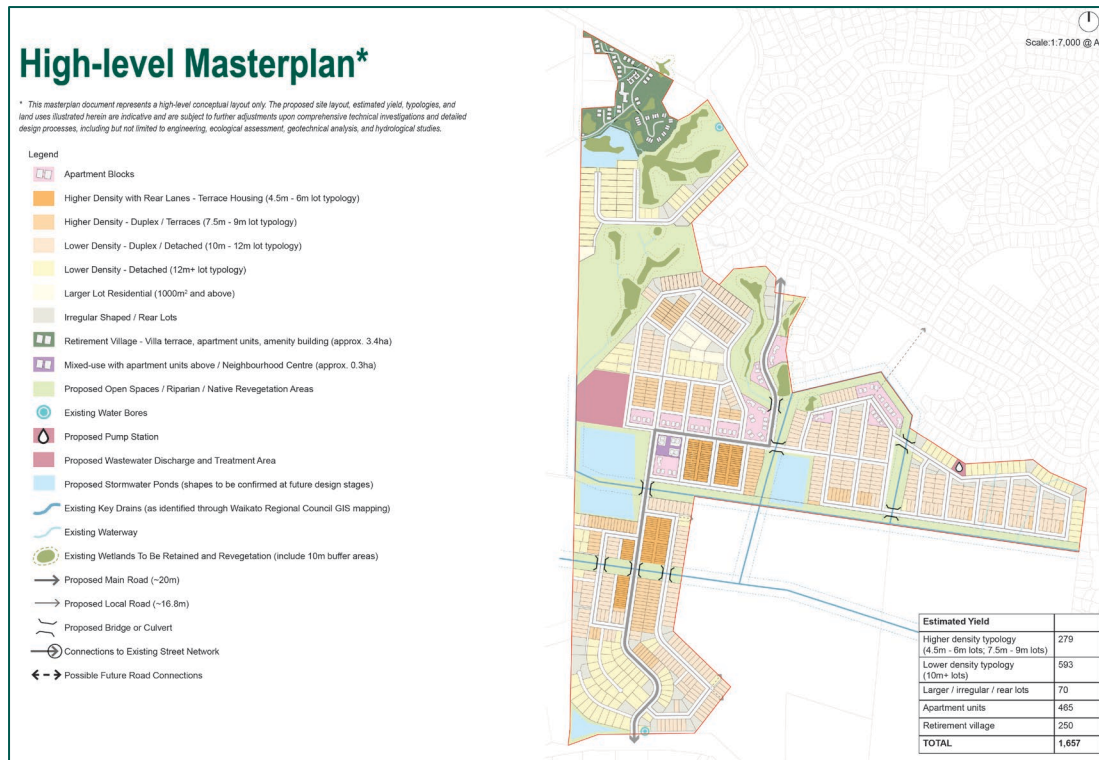 High-level Masterplan*
* This masterplan document represents a high-level conceptual layout only. The proposed site layout, estimated yield, typologies, and
land uses illustrated herein are indicative and are subject to further adjustments upon comprehensive technical investigations and detailed
design processes, including but not limited to engineering, ecological assessment, geotechnical analysis, and hydrological studies.
Legend
Apartment Blocks
Higher Density with Rear Lanes - Terrace Housing (4.5m - 6m lot typology)
Higher Density - Duplex / Terraces (7.5m - 9m lot typology)
Lower Density - Duplex / Detached (10m - 12m lot typology)
Lower Density - Detached (12m+ lot typology)
Larger Lot Residential (1000m² and above)
Irregular Shaped / Rear Lots
Retirement Village - Villa terrace, apartment units, amenity building (approx. 3.4ha)
Mixed-use with apartment units above / Neighbourhood Centre (approx. 0.3ha)
Proposed Open Spaces / Riparian / Native Revegetation Areas
Existing Water Bores
Proposed Pump Station
Proposed Wastewater Discharge and Treatment Area
Proposed Stormwater Ponds (shapes to be confirmed at future design stages)
Existing Key Drains (as identified through Waikato Regional Council GIS mapping)
Existing Waterway
Existing Wetlands To Be Retained and Revegetation (include 10m buffer areas)
Proposed Main Road (~20m)
Proposed Local Road (~16.8m)
Proposed Bridge or Culvert
Connections to Existing Street Network
Possible Future Road Connections
Scale:1:7,000 @ A
Estimated Yield
Higher density typology
(4.5m - 6m lots; 7.5m - 9m lots) 279
Lower density typology
(10m+ lots) 593
Larger / irregular / rear lots 70
Apartment units 465
Retirement village 250
TOTAL 1,657